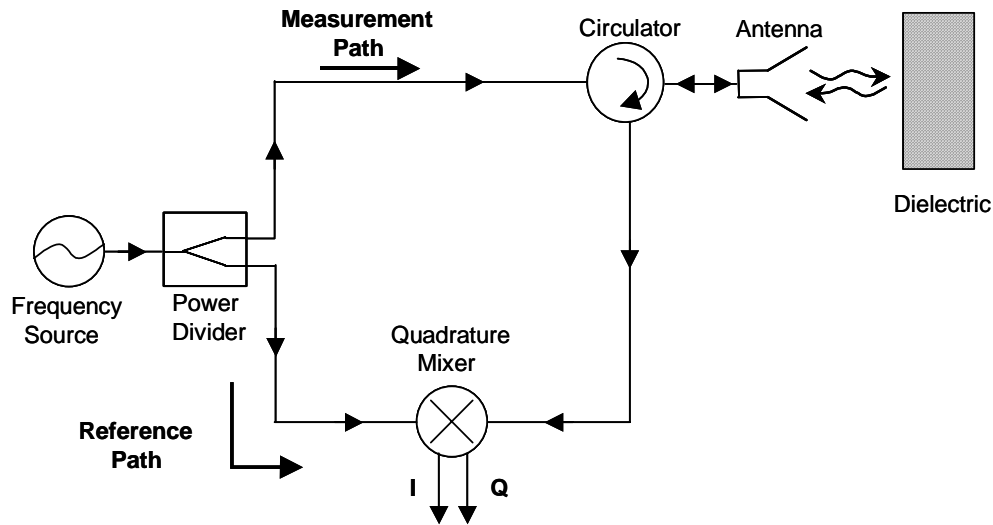 Measurement
Path
Circulator
Antenna
Dielectric
Frequency
Source
Power
Divider
Quadrature
Mixer
Reference
Path
I
Q